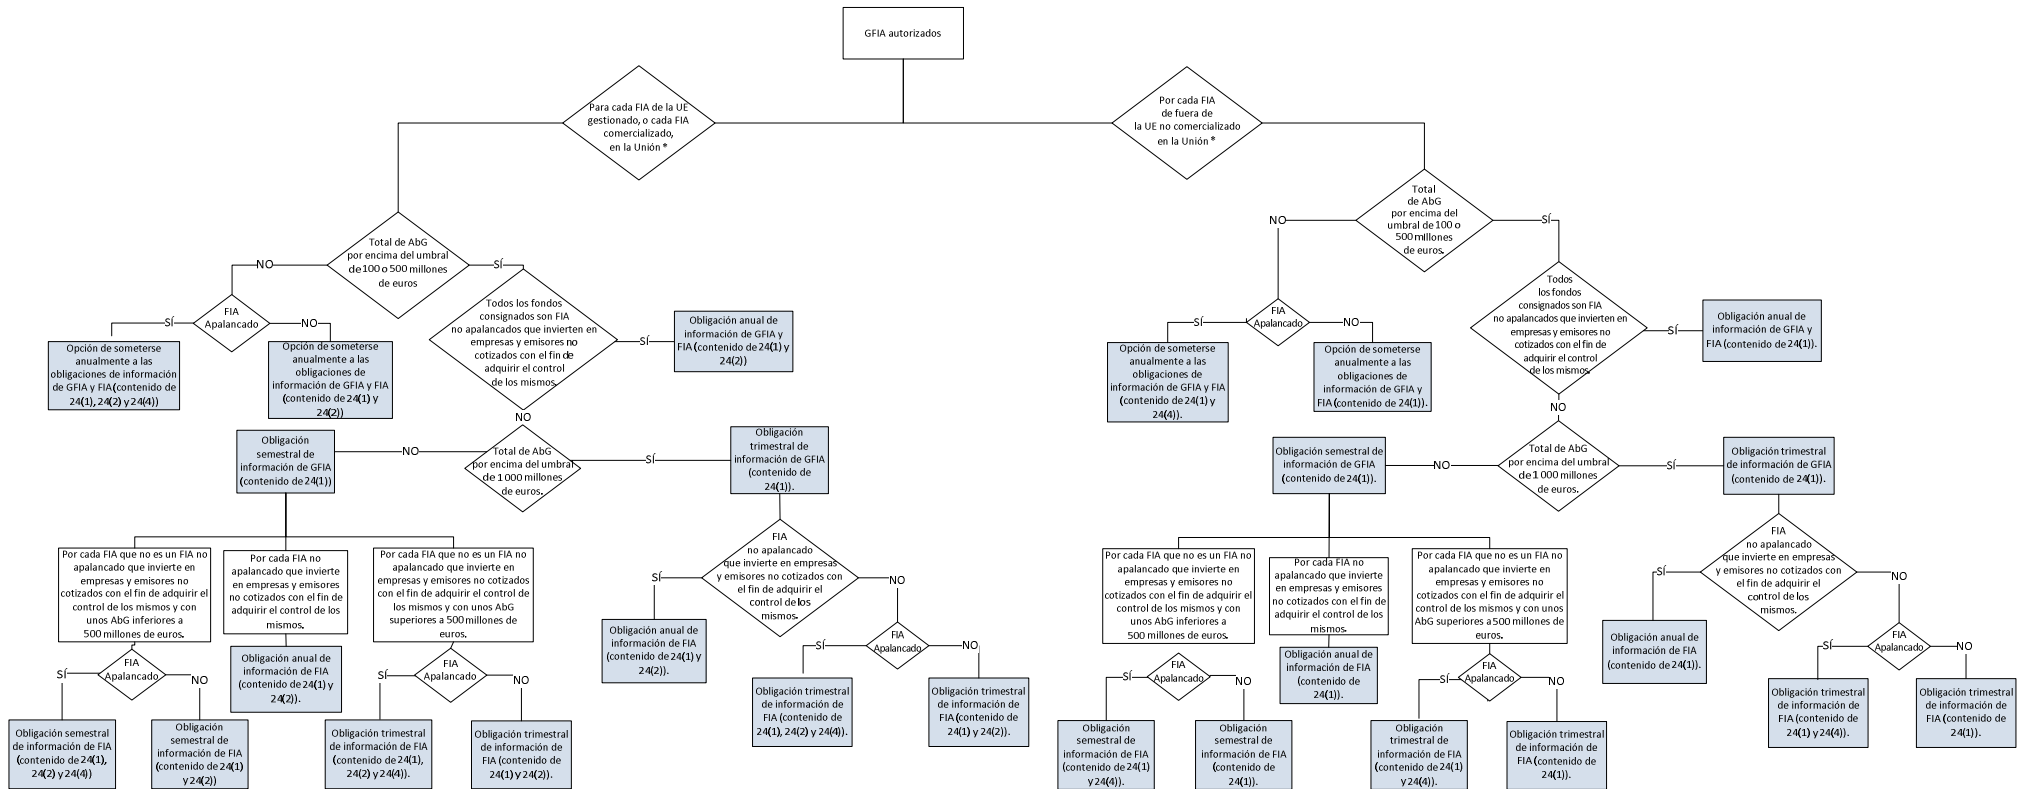 GFIA autorizados
Para cada FIA de la UE
gestionado, o cada FIA
comercializado,
en la Unión *
Por cada FIA
de fuera de
la UE no comercializado
en la Unión *
Total de AbG
por encima del umbral
de 100 o 500 millones
de euros
NO
SÍ
FIA
Apalancado
SÍ
NO
Opción de someterse
anualmente a las
obligaciones de información
de GFIA y FIA (contenido de
24(1), 24(2) y 24(4))
Opción de someterse
anualmente a las
obligaciones de
información de GFIA y FIA
(contenido de 24(1) y
24(2))
Todos los fondos
consignados son FIA
no apalancados que invierten en
empresas y emisores no
cotizados con el fin de
adquirir el control
de los mismos.
SÍ
Obligación anual de
información de GFIA y
FIA (contenido de 24(1) y
24(2))
NO
Total de AbG
por encima del umbral
de 1 000 millones
de euros.
NO
SÍ
Obligación
semestral de
información de GFIA
(contenido de 24(1))
Obligación
trimestral de
información de GFIA
(contenido de
24(1)).
Por cada FIA que no es un FIA no
apalancado que invierte en
empresas y emisores no
cotizados con el fin de adquirir el
control de los mismos y con
unos AbG inferiores a
500 millones de euros.
Por cada FIA no
apalancado que invierte
en empresas y emisores
no cotizados con el fin de
adquirir el control de los
mismos.
Por cada FIA que no es un FIA no
apalancado que invierte en
empresas y emisores no cotizados
con el fin de adquirir el control de
los mismos y con unos AbG
superiores a 500 millones de
euros.
FIA
Apalancado
SÍ
NO
Obligación semestral
de información de FIA
(contenido de 24(1),
24(2) y 24(4))
Obligación
semestral de
información de FIA
(contenido de 24(1)
y 24(2))
Obligación anual de
información de FIA
(contenido de 24(1) y
24(2)).
FIA
Apalancado
SÍ
NO
Obligación trimestral
de información de FIA
(contenido de 24(1),
24(2) y 24(4)).
Obligación trimestral
de información de
FIA (contenido de
24(1) y 24(2)).
FIA
no apalancado
que invierte en empresas
y emisores no cotizados con
el fin de adquirir el
control de los
mismos.
SÍ
NO
Obligación anual de
información de FIA
(contenido de 24(1) y
24(2)).
FIA
Apalancado
SÍ
NO
Obligación trimestral
de información de
FIA (contenido de
24(1), 24(2) y 24(4)).
Obligación trimestral
de información de
FIA (contenido de
24(1) y 24(2)).
Total
de AbG
por encima del
umbral de 100 o
500 millones
de euros.
NO
SÍ
FIA
Apalancado
SÍ
NO
Opción de someterse
anualmente a las
obligaciones de
información de GFIA y FIA
(contenido de 24(1) y
24(4)).
Opción de someterse
anualmente a las
obligaciones de
información de GFIA y
FIA (contenido de 24(1)).
Todos
los fondos
consignados son FIA
no apalancados que invierten en
empresas y emisores no
cotizados con el fin de
adquirir el control
de los mismos.
SÍ
Obligación anual de
información de GFIA y
FIA (contenido de 24(1)).
NO
Total de AbG
por encima del umbral
de 1 000 millones
de euros.
NO
SÍ
Obligación semestral de
información de GFIA
(contenido de 24(1)).
Obligación trimestral
de información de GFIA
(contenido de 24(1)).
Por cada FIA que no es un FIA no
apalancado que invierte en
empresas y emisores no
cotizados con el fin de adquirir el
control de los mismos y con
unos AbG inferiores a
500 millones de euros.
Por cada FIA no
apalancado que invierte
en empresas y emisores
no cotizados con el fin de
adquirir el control de los
mismos.
Por cada FIA que no es un FIA no
apalancado que invierte en
empresas y emisores no
cotizados con el fin de adquirir el
control de los mismos y con unos
AbG superiores a 500 millones de
euros.
FIA
Apalancado
SÍ
NO
Obligación
semestral de
información de FIA
(contenido de 24(1)
y 24(4)).
Obligación
semestral de
información de FIA
(contenido de
24(1)).
Obligación anual de
información de FIA
(contenido de
24(1)).
FIA
Apalancado
SÍ
NO
Obligación
trimestral de
información de FIA
(contenido de 24(1)
y 24(4)).
Obligación trimestral
de información de
FIA (contenido de
24(1)).
FIA
no apalancado
que invierte en empresas
y emisores no cotizados con
el fin de adquirir el
control de los
mismos.
SÍ
NO
Obligación anual de
información de FIA
(contenido de 24(1)).
FIA
Apalancado
SÍ
NO
Obligación trimestral
de información de
FIA (contenido de
24(1) y 24(4)).
Obligación trimestral
de información de
FIA (contenido de
24(1)).